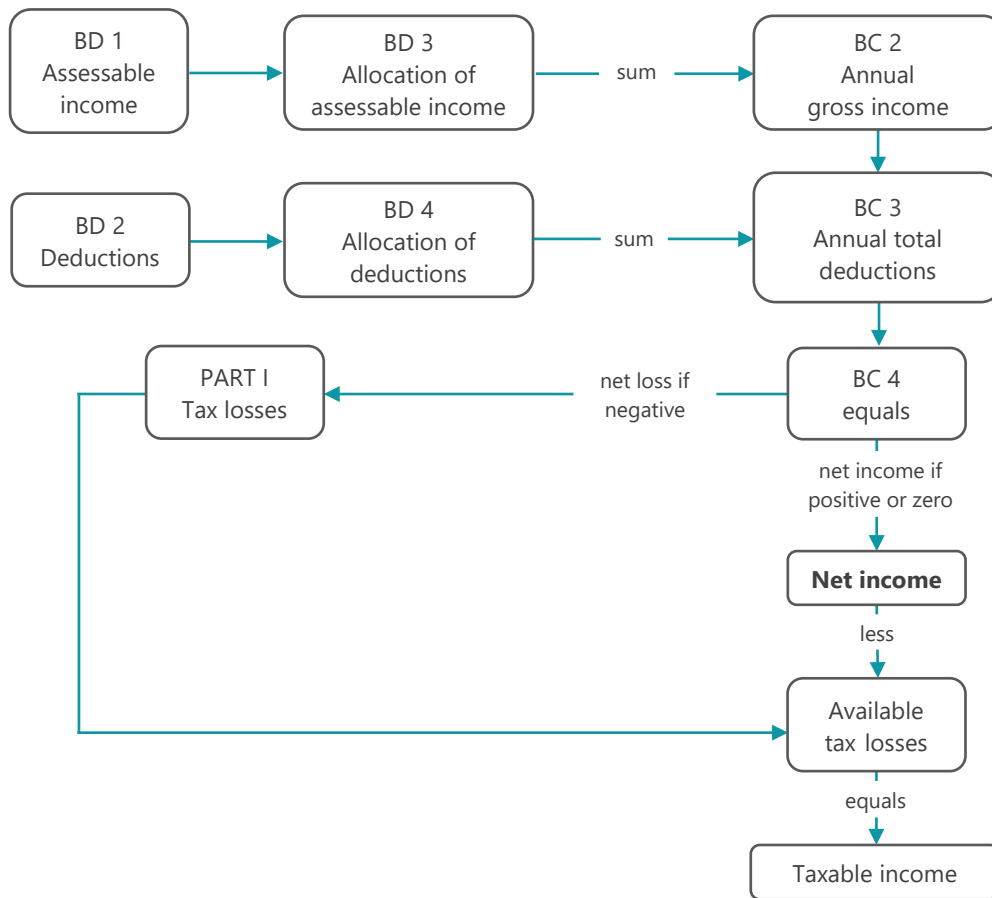 BD 1
Assessable
income
BD 3
Allocation of
assessable income
sum
BC 2
Annual
gross income
BD 2
Deductions
BD 4
Allocation of
deductions
sum
BC 3
Annual total
deductions
PART I
Tax losses
net loss if
negative
BC 4
equals
net income if
positive or zero
Net income
less
Available
tax losses
equals
Taxable income